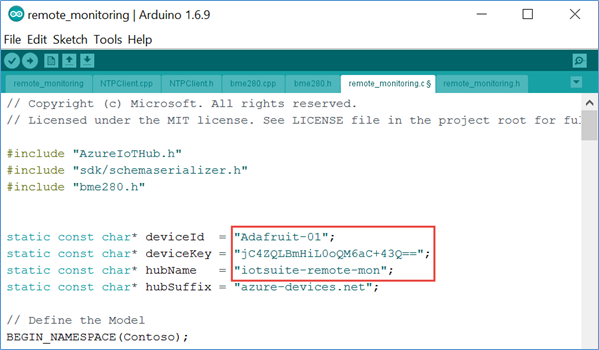 remote_monitoring | Arduino 1.6.9
File Edit Sketch Tools Help
remote_monitoring NTPClient.cpp NTPClient.h bme280.cpp bme280.h remote_monitoring.c § remote_monitoring.h
// Copyright (c) Microsoft. All rights reserved.
// Licensed under the MIT license. See LICENSE file in the project root for ful
#include "AzureIoTHub.h"
#include "sdk/schemaserializer.h"
#include "bme280.h"
static const char* deviceId = "Adafruit-01";
static const char* deviceKey = "jC4ZQLBmHiL0oQM6aC+43Q==";
static const char* hubName = "iotsuite-remote-mon";
static const char* hubSuffix = "azure-devices.net";
// Define the Model
BEGIN_NAMESPACE(Contoso);